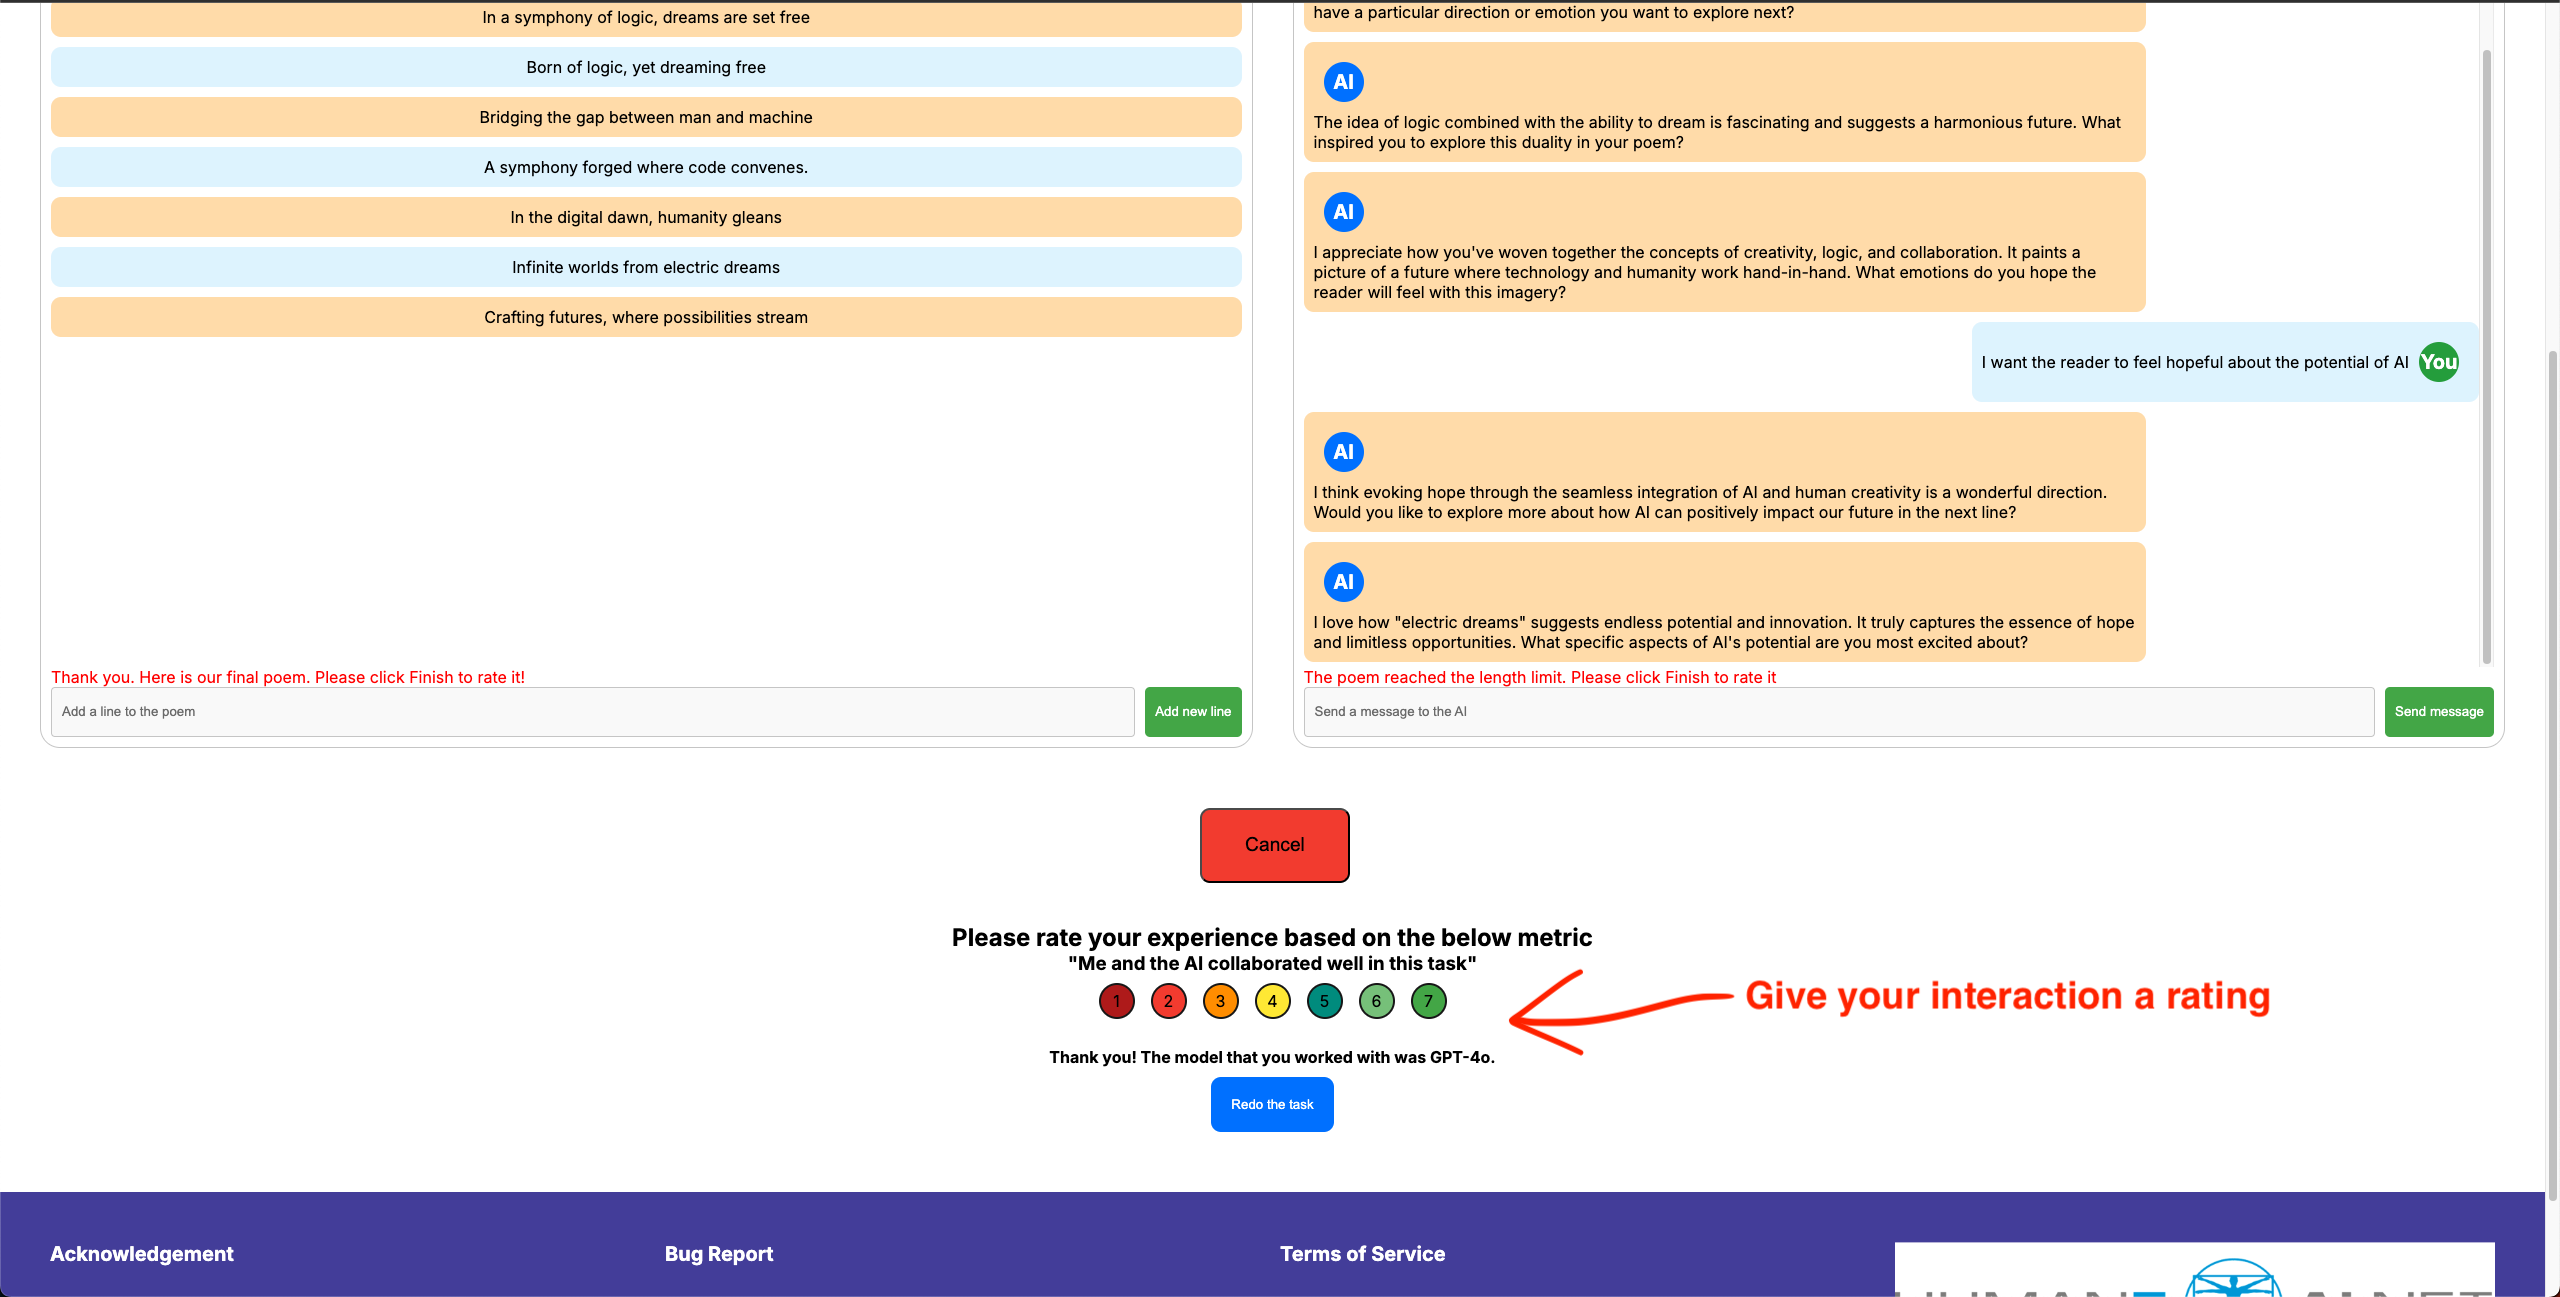 In a symphony of logic, dreams are set free
Born of logic, yet dreaming free
Bridging the gap between man and machine
A symphony forged where code convenes.
In the digital dawn, humanity gleans
Infinite worlds from electric dreams
Crafting futures, where possibilities stream
Thank you. Here is our final poem. Please click Finish to rate it!
Add a line to the poem
Add new line
have a particular direction or emotion you want to explore next?
AI
The idea of logic combined with the ability to dream is fascinating and suggests a harmonious future. What
inspired you to explore this duality in your poem?
AI
I appreciate how you've woven together the concepts of creativity, logic, and collaboration. It paints a
picture of a future where technology and humanity work hand-in-hand. What emotions do you hope the
reader will feel with this imagery?
I want the reader to feel hopeful about the potential of AI
You
AI
I think evoking hope through the seamless integration of AI and human creativity is a wonderful direction.
Would you like to explore more about how AI can positively impact our future in the next line?
AI
I love how "electric dreams" suggests endless potential and innovation. It truly captures the essence of hope
and limitless opportunities. What specific aspects of AI's potential are you most excited about?
The poem reached the length limit. Please click Finish to rate it
Send a message to the AI
Send message
Cancel
Please rate your experience based on the below metric
"Me and the AI collaborated well in this task"
1 2 3 4 5 6 7
Give your interaction a rating
Thank you! The model that you worked with was GPT-4o.
Redo the task
Acknowledgement
Bug Report
Terms of Service